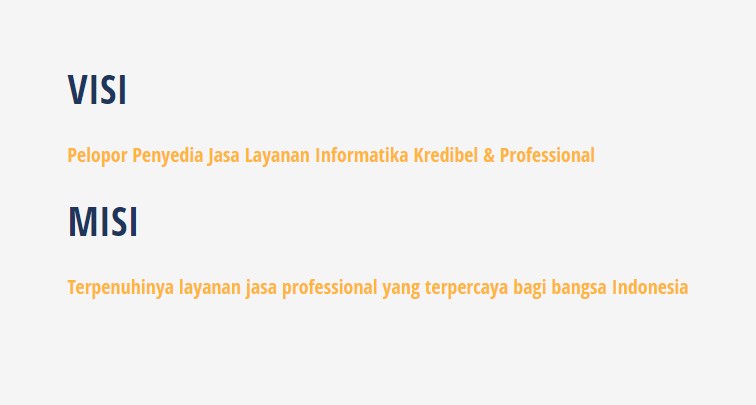 VISI
Pelopor Penyedia Jasa Layanan Informatika Kredibel & Professional
MISI
Terpenuhinya layanan jasa professional yang terpercaya bagi bangsa Indonesia